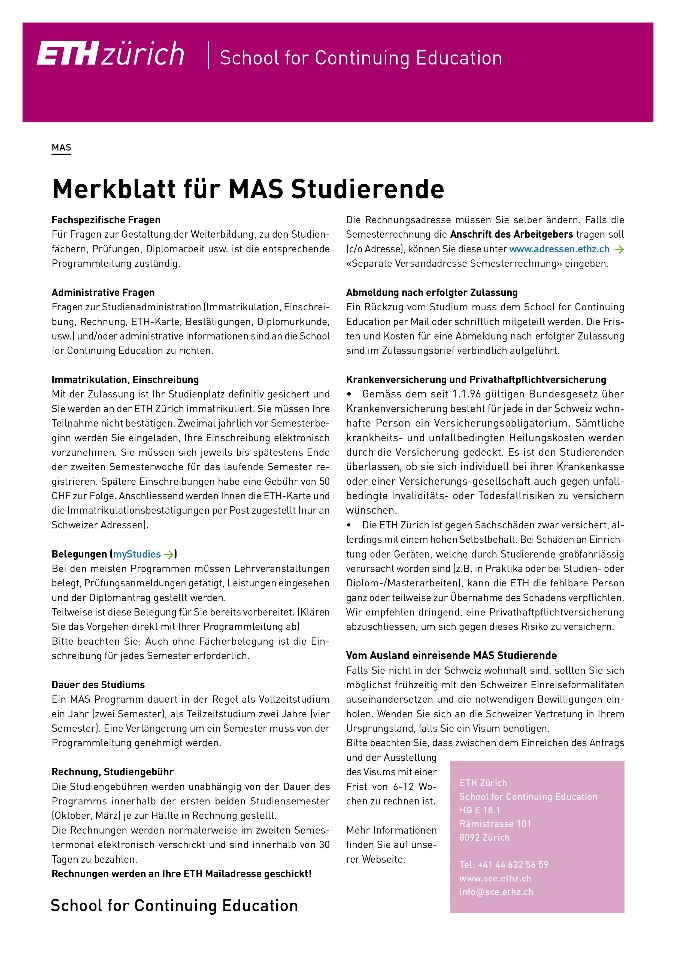 ETH zürich | School for Continuing Education
MAS
Merkblatt für MAS Studierende
Fachspezifische Fragen
Für Fragen zur Gestaltung der Weiterbildung, zu den Studien-
fächern, Prüfungen, Diplomarbeit usw. ist die entsprechende
Programmleitung zuständig.
Administrative Fragen
Fragen zur Studienadministration (Immatrikulation, Einschrei-
bung, Rechnung, ETH-Karte, Bestätigungen, Diplomurkunde,
usw.) und/oder administrative Informationen sind an die School
for Continuing Education zu richten.
Immatrikulation, Einschreibung
Mit der Zulassung ist Ihr Studienplatz definitiv gesichert und
Sie werden an der ETH Zürich immatrikuliert. Sie müssen Ihre
Teilnahme nicht bestätigen. Zweimal jährlich vor Semesterbe-
ginn werden Sie eingeladen, Ihre Einschreibung elektronisch
vorzunehmen. Sie müssen sich jeweils bis spätestens Ende
der zweiten Semesterwoche für das laufende Semester re-
gistrieren. Spätere Einschreibungen habe eine Gebühr von 50
CHF zur Folge. Anschliessend werden Ihnen die ETH-Karte und
die Immatrikulationsbestätigungen per Post zugestellt (nur an
Schweizer Adressen).
Belegungen (myStudies →)
Bei den meisten Programmen müssen Lehrveranstaltungen
belegt, Prüfungsanmeldungen getätigt, Leistungen eingesehen
und der Diplomantrag gestellt werden.
Teilweise ist diese Belegung für Sie bereits vorbereitet. (Klären
Sie das Vorgehen direkt mit Ihrer Programmleitung ab)
Bitte beachten Sie: Auch ohne Fächerbelegung ist die Ein-
schreibung für jedes Semester erforderlich.
Dauer des Studiums
Ein MAS Programm dauert in der Regel als Vollzeitstudium
ein Jahr (zwei Semester), als Teilzeitstudium zwei Jahre (vier
Semester). Eine Verlängerung um ein Semester muss von der
Programmleitung genehmigt werden.
Rechnung, Studiengebühr
Die Studiengebühren werden unabhängig von der Dauer des
Programms innerhalb der ersten beiden Studiensemester
(Oktober, März) je zur Hälfte in Rechnung gestellt.
Die Rechnungen werden normalerweise im zweiten Semes-
termonat elektronisch verschickt und sind innerhalb von 30
Tagen zu bezahlen.
Rechnungen werden an Ihre ETH Mailadresse geschickt!
Die Rechnungsadresse müssen Sie selber ändern. Falls die
Semesterrechnung die Anschrift des Arbeitgebers tragen soll
(c/o Adresse), können Sie diese unter www.adressen.ethz.ch →
«Separate Versandadresse Semesterrechnung» eingeben.
Abmeldung nach erfolgter Zulassung
Ein Rückzug vom Studium muss dem School for Continuing
Education per Mail oder schriftlich mitgeteilt werden. Die Fris-
ten und Kosten für eine Abmeldung nach erfolgter Zulassung
sind im Zulassungsbrief verbindlich aufgeführt.
Krankenversicherung und Privathaftpflichtversicherung
• Gemäss dem seit 1.1.96 gültigen Bundesgesetz über
Krankenversicherung besteht für jede in der Schweiz wohn-
hafte Person ein Versicherungsobligatorium. Sämtliche
krankheits- und unfallbedingten Heilungskosten werden
durch die Versicherung gedeckt. Es ist den Studierenden
überlassen, ob sie sich individuell bei ihrer Krankenkasse
oder einer Versicherungs-gesellschaft auch gegen unfall-
bedingte Invaliditäts- oder Todesfallrisiken zu versichern
wünschen.
• Die ETH Zürich ist gegen Sachschäden zwar versichert, al-
lerdings mit einem hohen Selbstbehalt. Bei Schäden an Einrich-
tung oder Geräten, welche durch Studierende grobfahrlässig
verursacht worden sind (z.B. in Praktika oder bei Studien- oder
Diplom-/Masterarbeiten), kann die ETH die fehlbare Person
ganz oder teilweise zur Übernahme des Schadens verpflichten.
Wir empfehlen dringend, eine Privathaftpflichtversicherung
abzuschliessen, um sich gegen dieses Risiko zu versichern.
Vom Ausland einreisende MAS Studierende
Falls Sie nicht in der Schweiz wohnhaft sind, sollten Sie sich
möglichst frühzeitig mit den Schweizer Einreiseformalitäten
auseinandersetzen und die notwendigen Bewilligungen ein-
holen. Wenden Sie sich an die Schweizer Vertretung in Ihrem
Ursprungsland, falls Sie ein Visum benötigen.
Bitte beachten Sie, dass zwischen dem Einreichen des Antrags
und der Ausstellung
des Visums mit einer
Frist von 6-12 Wo-
chen zu rechnen ist.
Mehr Informationen
finden Sie auf unse-
rer Webseite.
ETH Zürich
School for Continuing Education
HG E 18.1
Rämistrasse 101
8092 Zürich
Tel: +41 44 632 56 59
www.sce.ethz.ch
info@sce.ethz.ch
School for Continuing Education